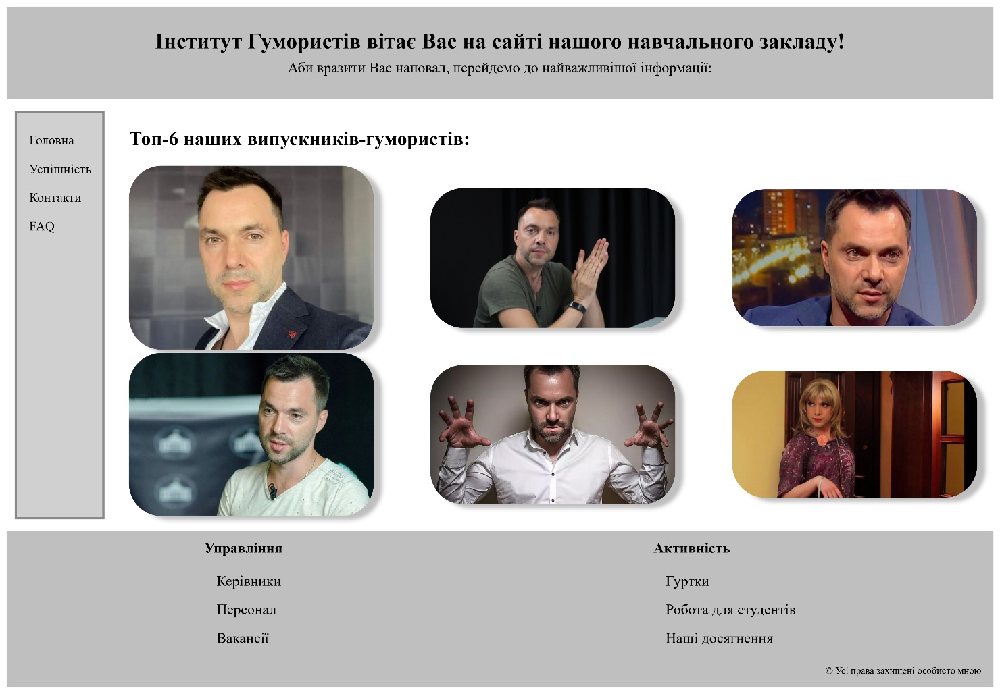 Інститут Гумористів вітає Вас на сайті нашого навчального закладу!
Аби вразити Вас наповал, перейдемо до найважливішої інформації:
Головна
Успішність
Контакти
FAQ
Топ-6 наших випускників-гумористів:
Управління
Керівники
Персонал
Вакансії
Активність
Гуртки
Робота для студентів
Наші досягнення
© Усі права захищені особисто мною